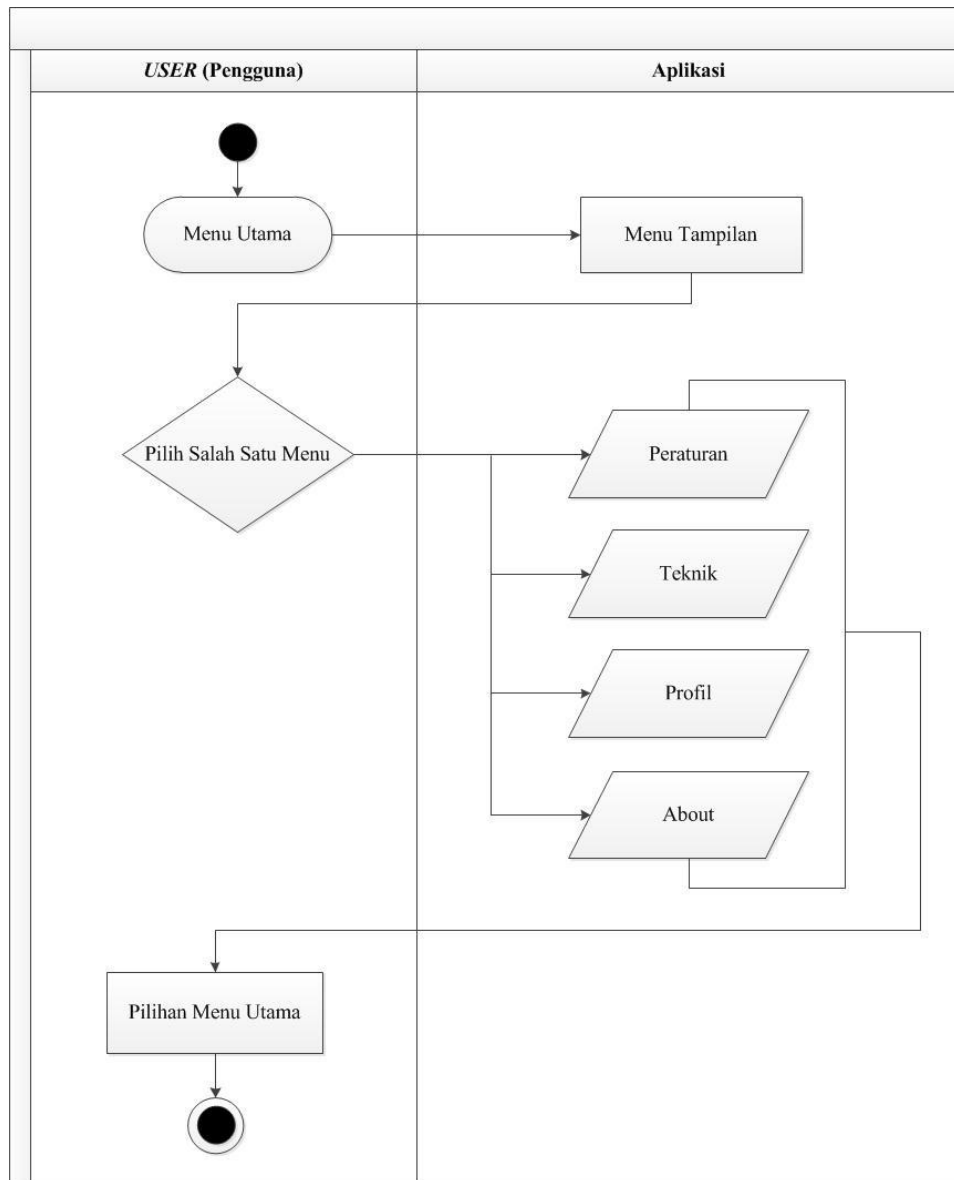 USER (Pengguna)
Aplikasi
Menu Utama
Menu Tampilan
Pilih Salah Satu Menu
Peraturan
Teknik
Profil
About
Pilihan Menu Utama